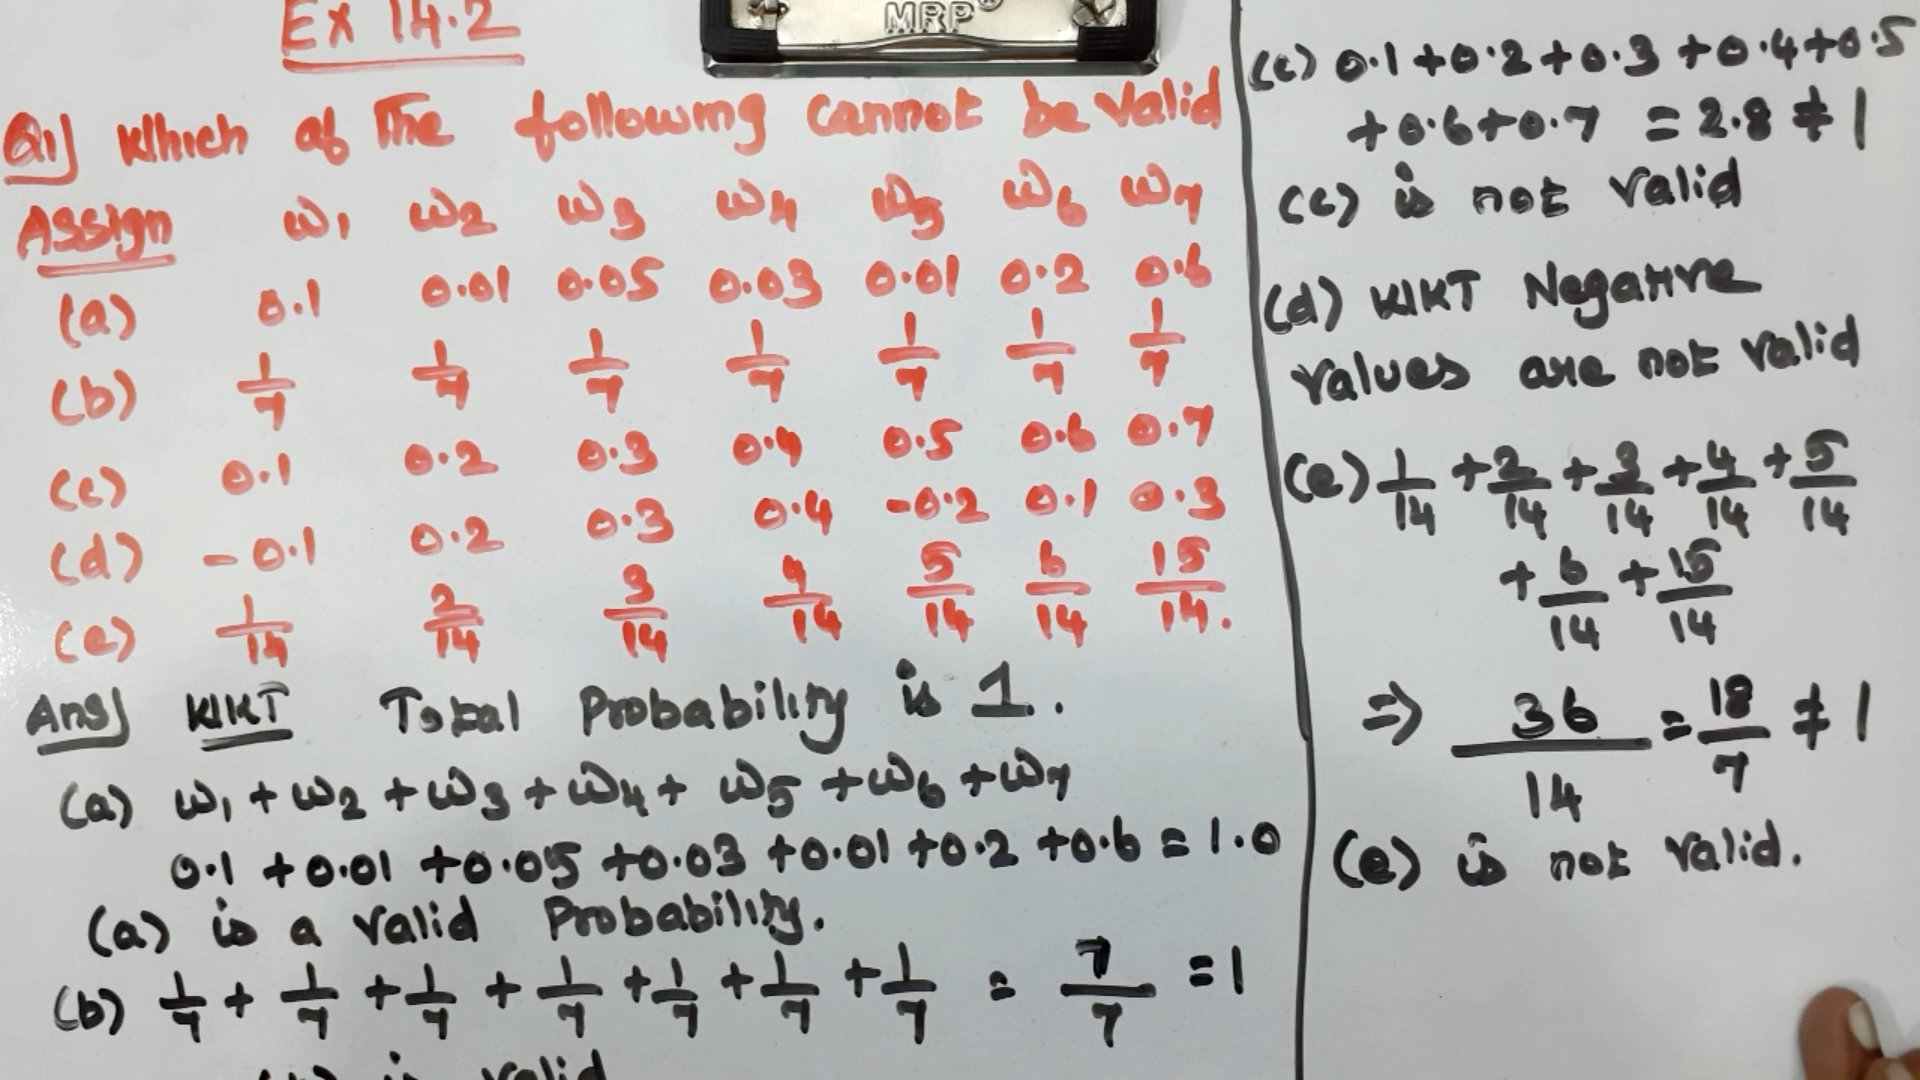 Ex 14.2
MRP®
Q1] Which of The following cannot be valid
Assign ω1 ω2 ω3 ω4 ω5 ω6 ω7
(a) 0.1 0.01 0.05 0.03 0.01 0.2 0.6
(b) 1/7 1/7 1/7 1/7 1/7 1/7 1/7
(c) 0.1 0.2 0.3 0.4 0.5 0.6 0.7
(d) -0.1 0.2 0.3 0.4 -0.2 0.1 0.3
(e) 1/14 2/14 3/14 4/14 5/14 6/14 15/14.
Ans] WKT Total Probability is 1.
(a) ω1 + ω2 + ω3 + ω4 + ω5 + ω6 + ω7
0.1 + 0.01 + 0.05 + 0.03 + 0.01 + 0.2 + 0.6 = 1.0
(a) is a valid Probability.
(b) 1/7 + 1/7 + 1/7 + 1/7 + 1/7 + 1/7 + 1/7 = 7/7 = 1
(b) is valid
(c) 0.1 + 0.2 + 0.3 + 0.4 + 0.5
+ 0.6 + 0.7 = 2.8 ≠ 1
(c) is not valid
(d) WKT Negative
values are not valid
(e) 1/14 + 2/14 + 3/14 + 4/14 + 5/14
+ 6/14 + 15/14
⇒ 36/14 = 18/7 ≠ 1
(e) is not valid.